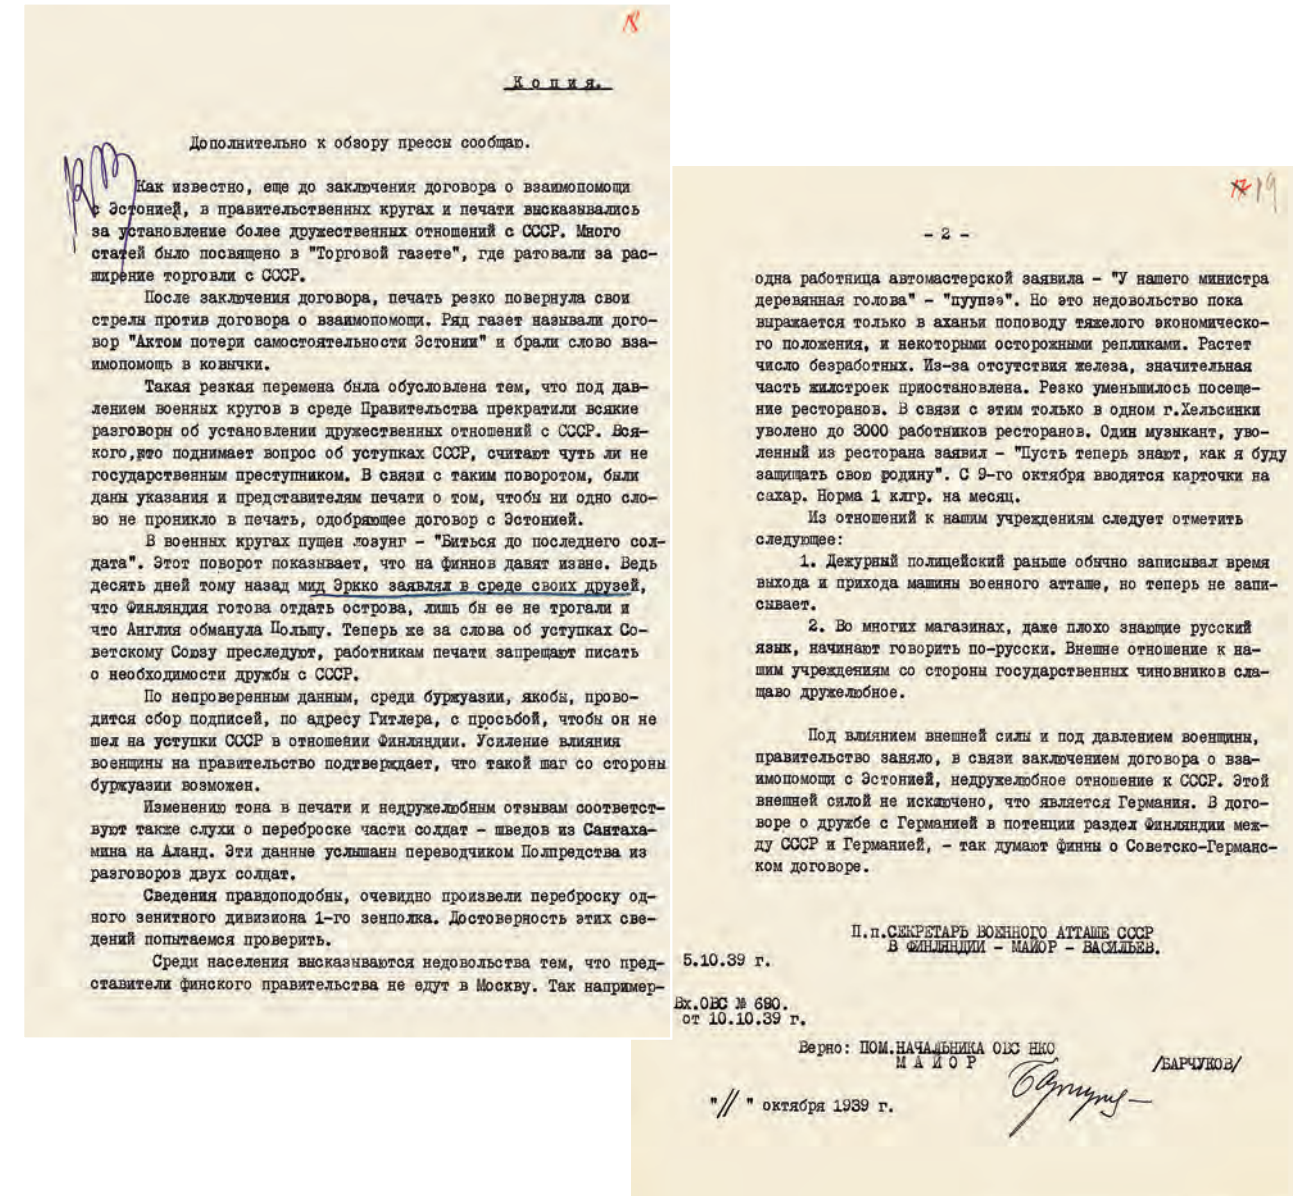 18
Копия.
Дополнительно к обзору прессы сообщаю.
Как известно, еще до заключения договора о взаимопомощи
с Эстонией, в правительственных кругах и печати высказывались
за установление более дружественных отношений с СССР. Много
статей было посвящено в "Торговой газете", где ратовали за рас-
ширение торговли с СССР.
После заключения договора, печать резко повернула свои
стрелы против договора о взаимопомощи. Ряд газет называли дого-
вор "Актом потери самостоятельности Эстонии" и брали слово вза-
имопомощь в ковычки.
Такая резкая перемена была обусловлена тем, что под дав-
лением военных кругов в среде Правительства прекратили всякие
разговоры об установлении дружественных отношений с СССР. Вся-
кого,кто поднимает вопрос об уступках СССР, считают чуть ли не
государственным преступником. В связи с таким поворотом, были
даны указания и представителям печати о том, чтобы ни одно сло-
во не проникло в печать, одобряющее договор с Эстонией.
В военных кругах пущен лозунг - "Биться до последнего сол-
дата". Этот поворот показывает, что на финнов давят извне. Ведь
десять дней тому назад мид Эркко заявлял в среде своих друзей,
что Финляндия готова отдать острова, лишь бы ее не трогали и
что Англия обманула Польшу. Теперь же за слова об уступках Со-
ветскому Союзу преследуют, работникам печати запрещают писать
о необходимости дружбы с СССР.
По непроверенным данным, среди буржуазии, якобы, прово-
дится сбор подписей, по адресу Гитлера, с просьбой, чтобы он не
шел на уступки СССР в отношении Финляндии. Усиление влияния
военщины на правительство подтверждает, что такой шаг со стороны
буржуазии возможен.
Изменению тона в печати и недружелюбным отзывам соответст-
вуют также слухи о переброске части солдат - шведов из Сантаха-
мина на Аланд. Эти данные услышаны переводчиком Полпредства из
разговоров двух солдат.
Сведения правдоподобны, очевидно произвели переброску од-
ного зенитного дивизиона 1-го зенполка. Достоверность этих све-
дений попытаемся проверить.
Среди населения высказываются недовольства тем, что пред-
ставители финского правительства не едут в Москву. Так например-
19
- 2 -
одна работница автомастерской заявила - "У нашего министра
деревянная голова" - "пуупээ". Но это недовольство пока
выражается только в аханьи поповоду тяжелого экономическо-
го положения, и некоторыми осторожными репликами. Растет
число безработных. Из-за отсутствия железа, значительная
часть жилстроек приостановлена. Резко уменьшилось посеще-
ние ресторанов. В связи с этим только в одном г.Хельсинки
уволено до 3000 работников ресторанов. Один музыкант, уво-
ленный из ресторана заявил - "Пусть теперь знают, как я буду
защищать свою родину". С 9-го октября вводятся карточки на
сахар. Норма 1 клгр. на месяц.
Из отношений к нашим учреждениям следует отметить
следующее:
1. Дежурный полицейский раньше обычно записывал время
выхода и прихода машины военного атташе, но теперь не запи-
сывает.
2. Во многих магазинах, даже плохо знающие русский
язык, начинают говорить по-русски. Внешне отношение к на-
шим учреждениям со стороны государственных чиновников сла-
щаво дружелюбное.
Под влиянием внешней силы и под давлением военщины,
правительство заняло, в связи заключением договора о вза-
имопомощи с Эстонией, недружелюбное отношение к СССР. Этой
внешней силой не исключено, что является Германия. В дого-
воре о дружбе с Германией в потенции раздел Финляндии меж-
ду СССР и Германией, - так думают финны о Советско-Германс-
ком договоре.
П.п.СЕКРЕТАРЬ ВОЕННОГО АТТАШЕ СССР
В ФИНЛЯНДИИ - МАЙОР - ВАСИЛЬЕВ.
5.10.39 г.
Вх.ОВС № 690.
от 10.10.39 г.
Верно: ПОМ.НАЧАЛЬНИКА ОВС НКО
МАЙОР /БАРЧУКОВ/
"11" октября 1939 г.